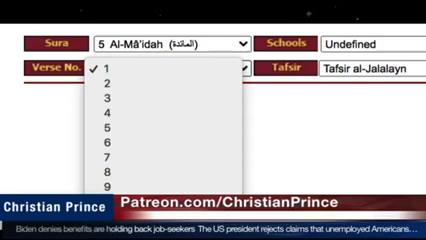 Sura 5 Al-Mâ'idah (المائدة) Schools Undefined
Verse No. ✓ 1 Tafsir Tafsir al-Jalalayn
2
3
4
5
6
7
8
9
Christian Prince Patreon.com/ChristianPrince
Biden denies benefits are holding back job-seekers The US president rejects claims that unemployed Americans...